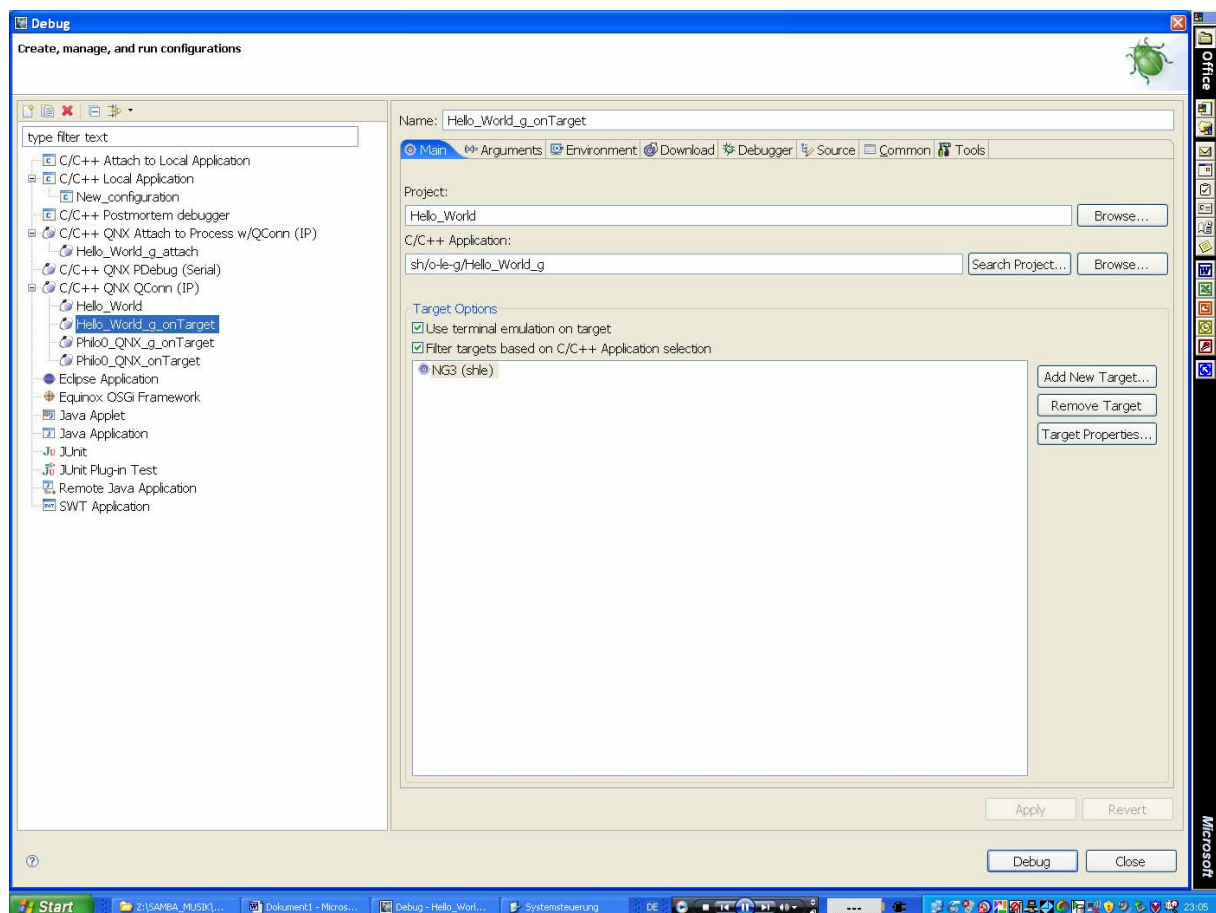 Debug
Create, manage, and run configurations
type filter text
C/C++ Attach to Local Application
C/C++ Local Application
New_configuration
C/C++ Postmortem debugger
C/C++ QNX Attach to Process w/QConn (IP)
Hello_World_g_attach
C/C++ QNX PDebug (Serial)
C/C++ QNX QConn (IP)
Hello_World
Hello_World_g_onTarget
Philo0_QNX_g_onTarget
Philo0_QNX_onTarget
Eclipse Application
Equinox OSGi Framework
Java Applet
Java Application
JUnit
JUnit Plug-in Test
Remote Java Application
SWT Application
Name: Hello_World_g_onTarget
Main Arguments Environment Download Debugger Source Common Tools
Project:
Hello_World Browse...
C/C++ Application:
sh/o-le-g/Hello_World_g Search Project... Browse...
Target Options
Use terminal emulation on target
Filter targets based on C/C++ Application selection
NG3 (shle)
Add New Target...
Remove Target
Target Properties...
Apply Revert
Debug Close
Office
Microsoft
Start Z:\SAMBA_MUSIK\... Dokument1 - Micros... Debug - Hello_Worl... Systemsteuerung DE --- 23:05